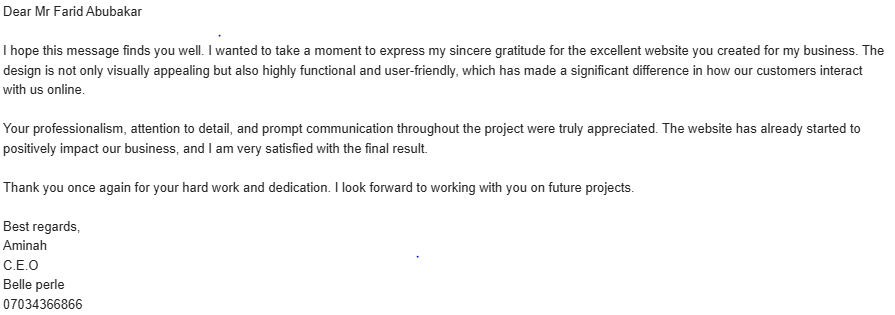 Dear Mr Farid Abubakar
I hope this message finds you well. I wanted to take a moment to express my sincere gratitude for the excellent website you created for my business. The
design is not only visually appealing but also highly functional and user-friendly, which has made a significant difference in how our customers interact
with us online.
Your professionalism, attention to detail, and prompt communication throughout the project were truly appreciated. The website has already started to
positively impact our business, and I am very satisfied with the final result.
Thank you once again for your hard work and dedication. I look forward to working with you on future projects.
Best regards,
Aminah
C.E.O
Belle perle
07034366866